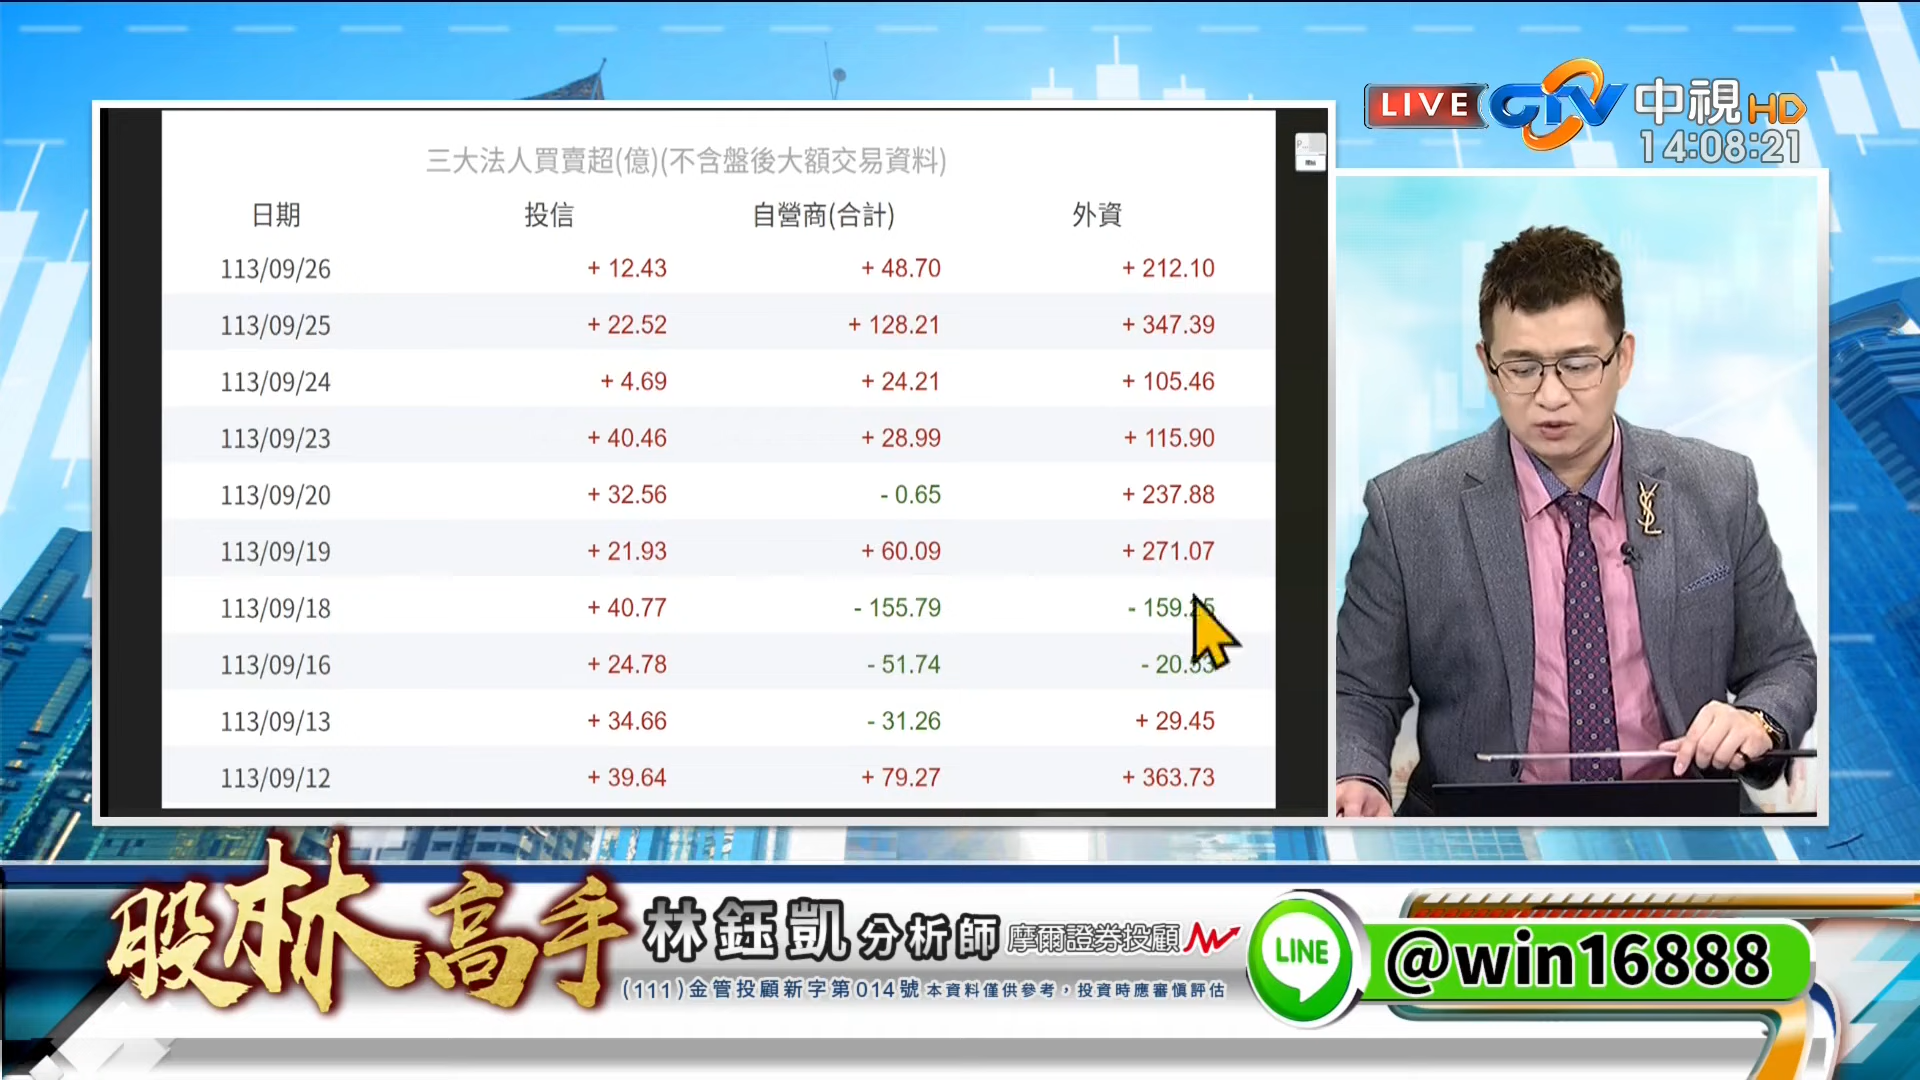 LIVE CTV 中視HD
14:08:21
三大法人買賣超(億)(不含盤後大額交易資料)
日期 投信 自營商(合計) 外資
113/09/26 + 12.43 + 48.70 + 212.10
113/09/25 + 22.52 + 128.21 + 347.39
113/09/24 + 4.69 + 24.21 + 105.46
113/09/23 + 40.46 + 28.99 + 115.90
113/09/20 + 32.56 - 0.65 + 237.88
113/09/19 + 21.93 + 60.09 + 271.07
113/09/18 + 40.77 - 155.79
113/09/16 + 24.78 - 51.74
113/09/13 + 34.66 - 31.26 + 29.45
113/09/12 + 39.64 + 79.27 + 363.73
股林高手
林鈺凱 分析師 摩爾證券投顧
(111)金管投顧新字第014號 本資料僅供參考，投資時應審慎評估
LINE @win16888